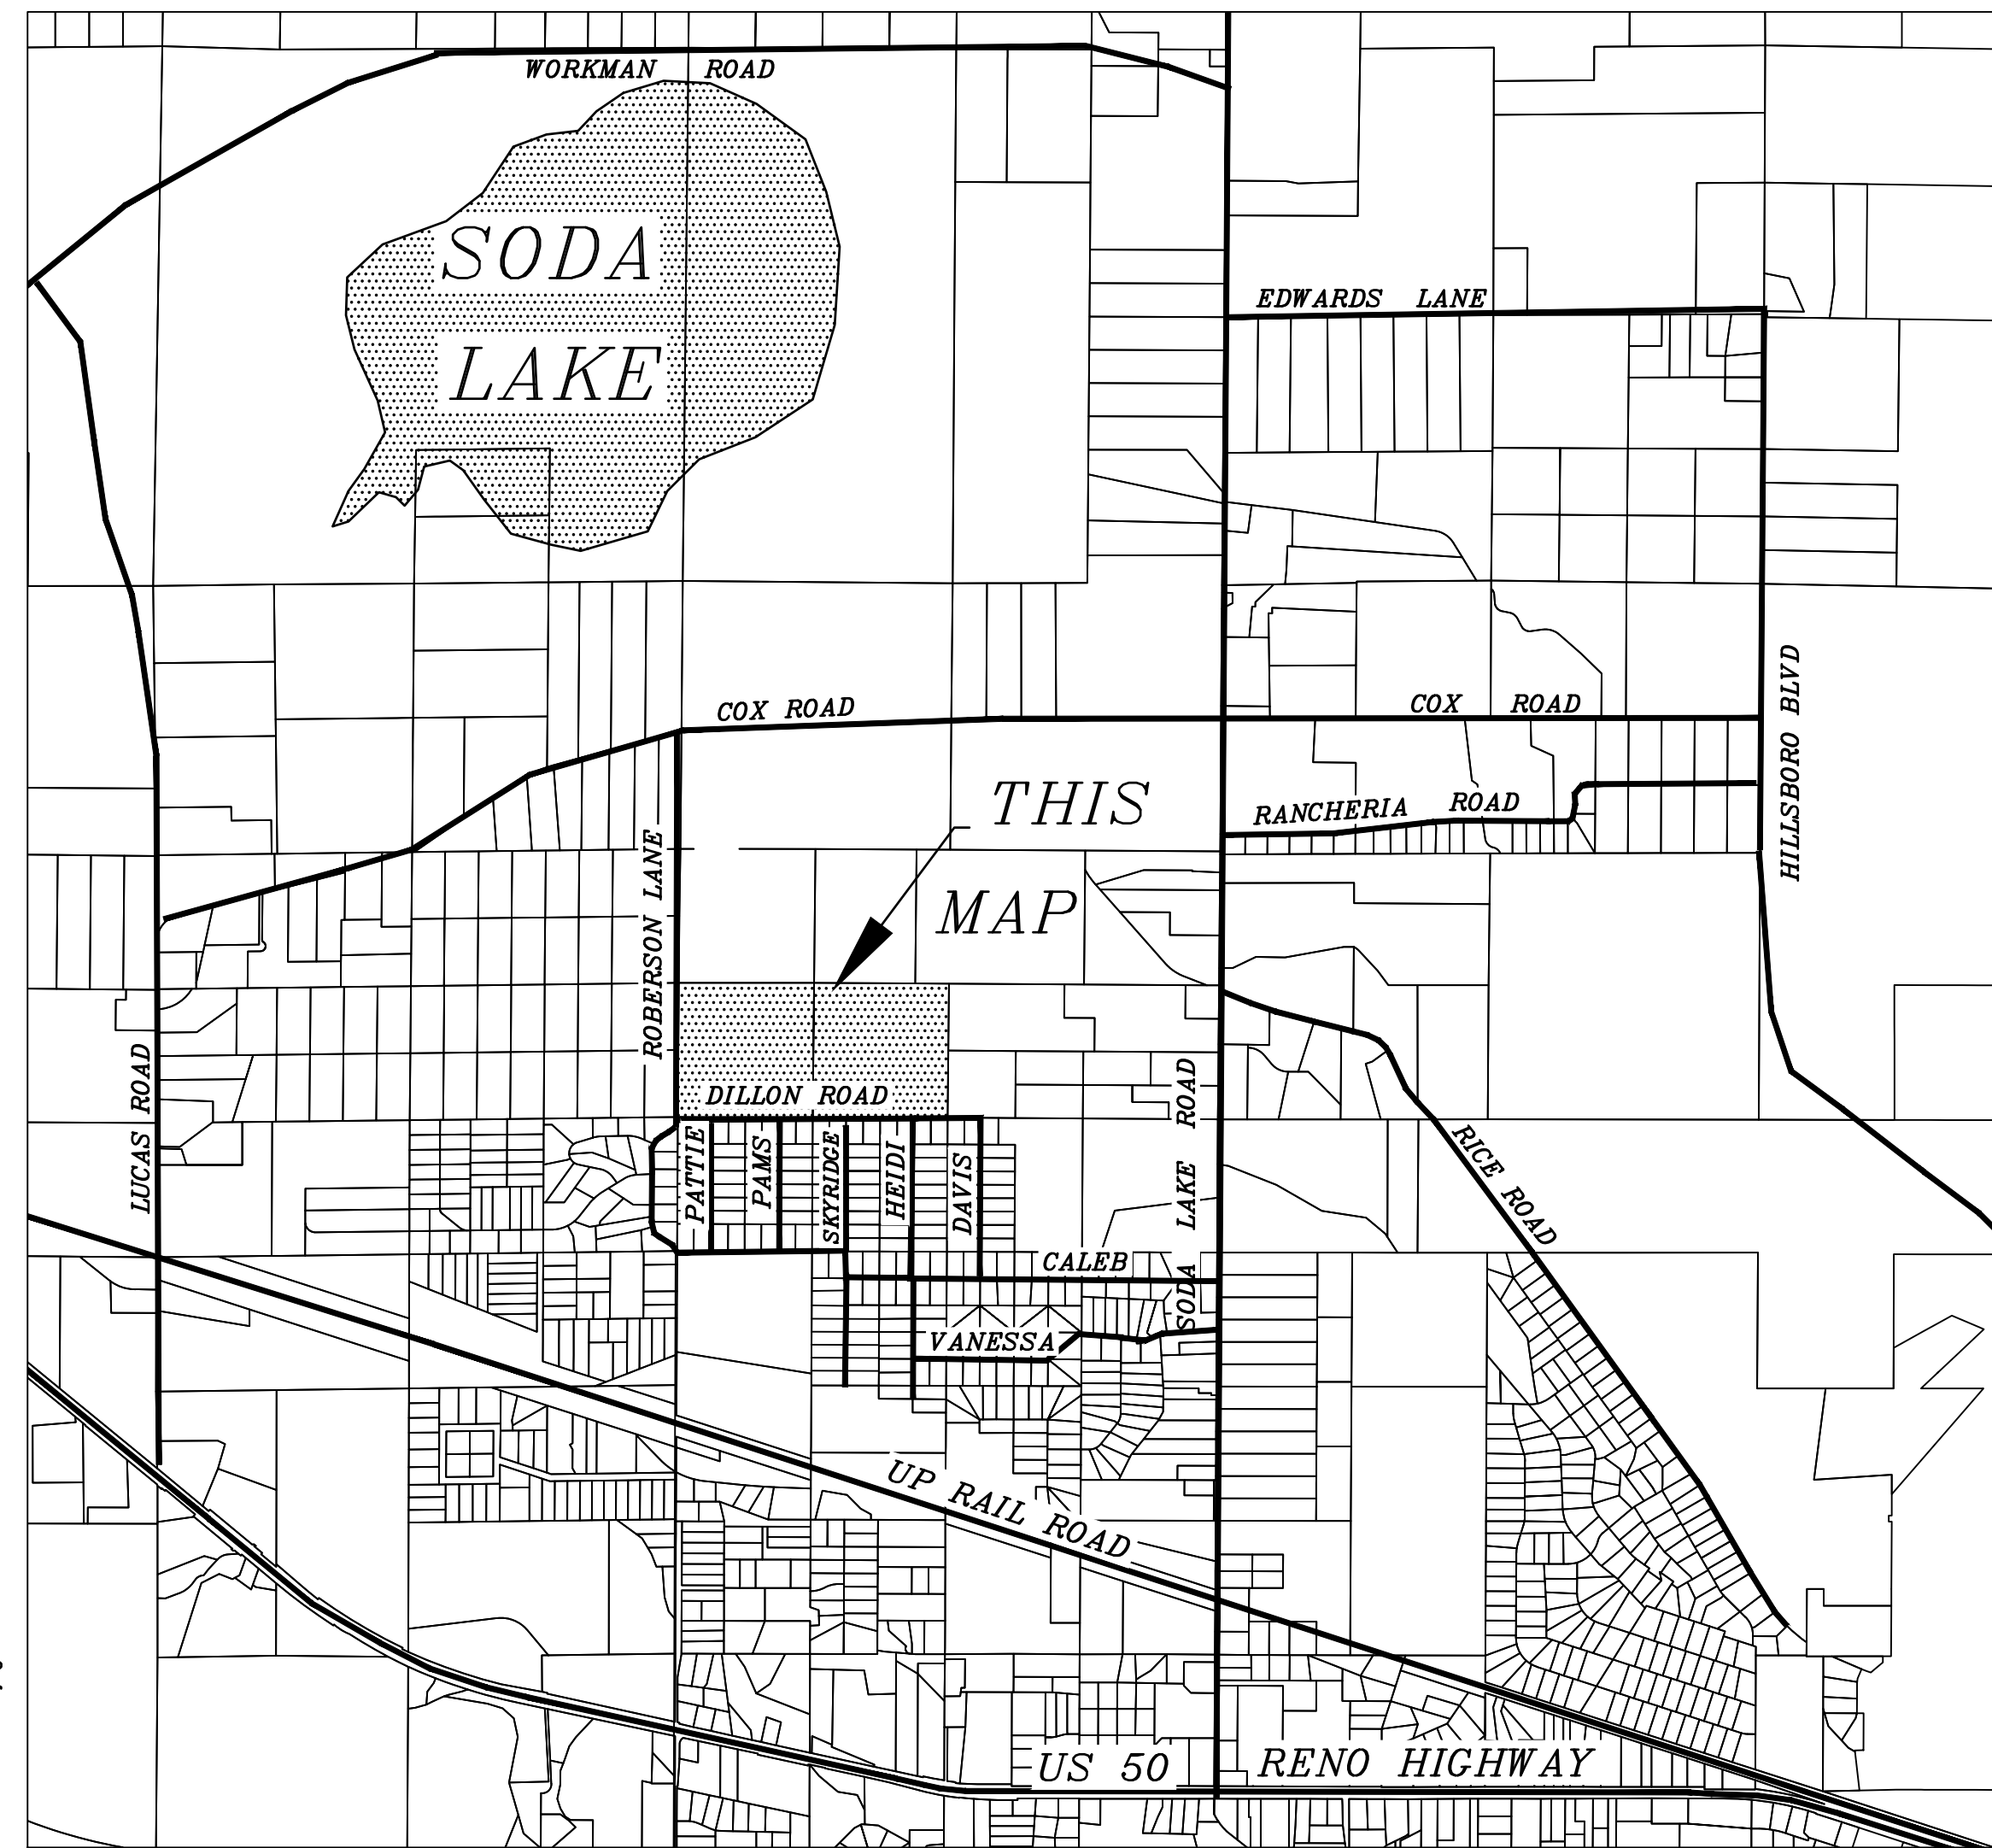 WORKMAN ROAD
SODA
LAKE
EDWARDS LANE
COX ROAD
COX ROAD
HILLSBORO BLVD
THIS
MAP
RANCHERIA ROAD
ROBERSON LANE
LUCAS ROAD
DILLON ROAD
PATTIE
PAMS
SKYRIDGE
HEIDI
DAVIS
SODA LAKE ROAD
RICE ROAD
CALEB
VANESSA
UP RAIL ROAD
US 50
RENO HIGHWAY